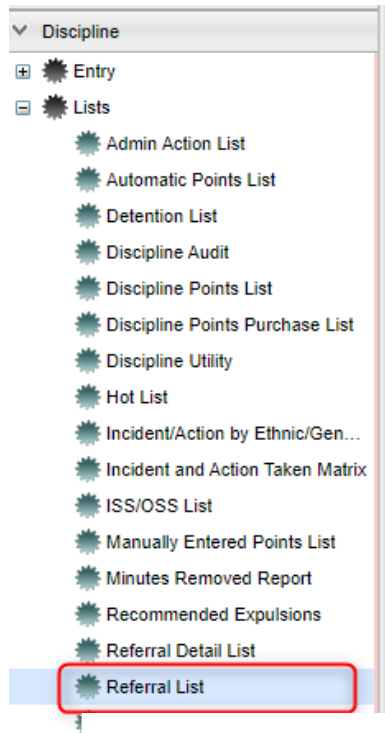 Discipline
Entry
Lists
Admin Action List
Automatic Points List
Detention List
Discipline Audit
Discipline Points List
Discipline Points Purchase List
Discipline Utility
Hot List
Incident/Action by Ethnic/Gen...
Incident and Action Taken Matrix
ISS/OSS List
Manually Entered Points List
Minutes Removed Report
Recommended Expulsions
Referral Detail List
Referral List